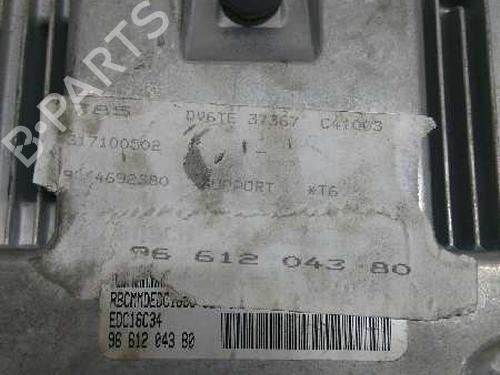 DV6TE 37367 C41003
317100502
SUPPORT *T6
96 612 043 80
EDC16C34
96 612 043 80
B-PARTS